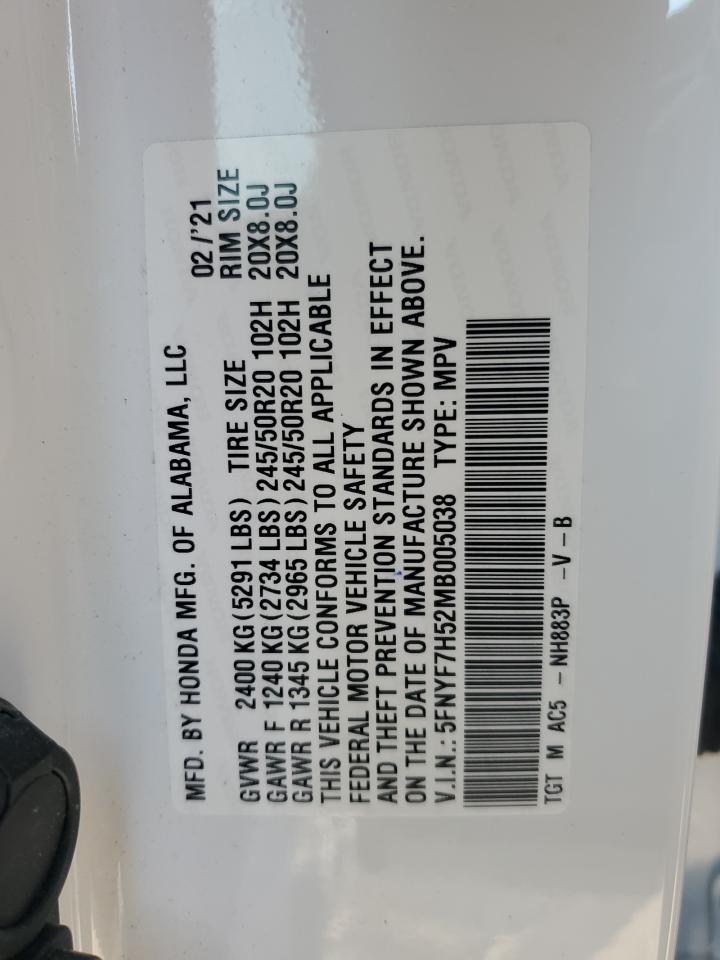 MFD. BY HONDA MFG. OF ALABAMA, LLC 02/'21
GVWR 2400 KG (5291 LBS) TIRE SIZE RIM SIZE
GAWR F 1240 KG (2734 LBS) 245/50R20 102H 20X8.0J
GAWR R 1345 KG (2965 LBS) 245/50R20 102H 20X8.0J
THIS VEHICLE CONFORMS TO ALL APPLICABLE
FEDERAL MOTOR VEHICLE SAFETY
AND THEFT PREVENTION STANDARDS IN EFFECT
ON THE DATE OF MANUFACTURE SHOWN ABOVE.
V.I.N.: 5FNYF7H52MB005038 TYPE: MPV
TGT M AC5 -NH883P -V-B